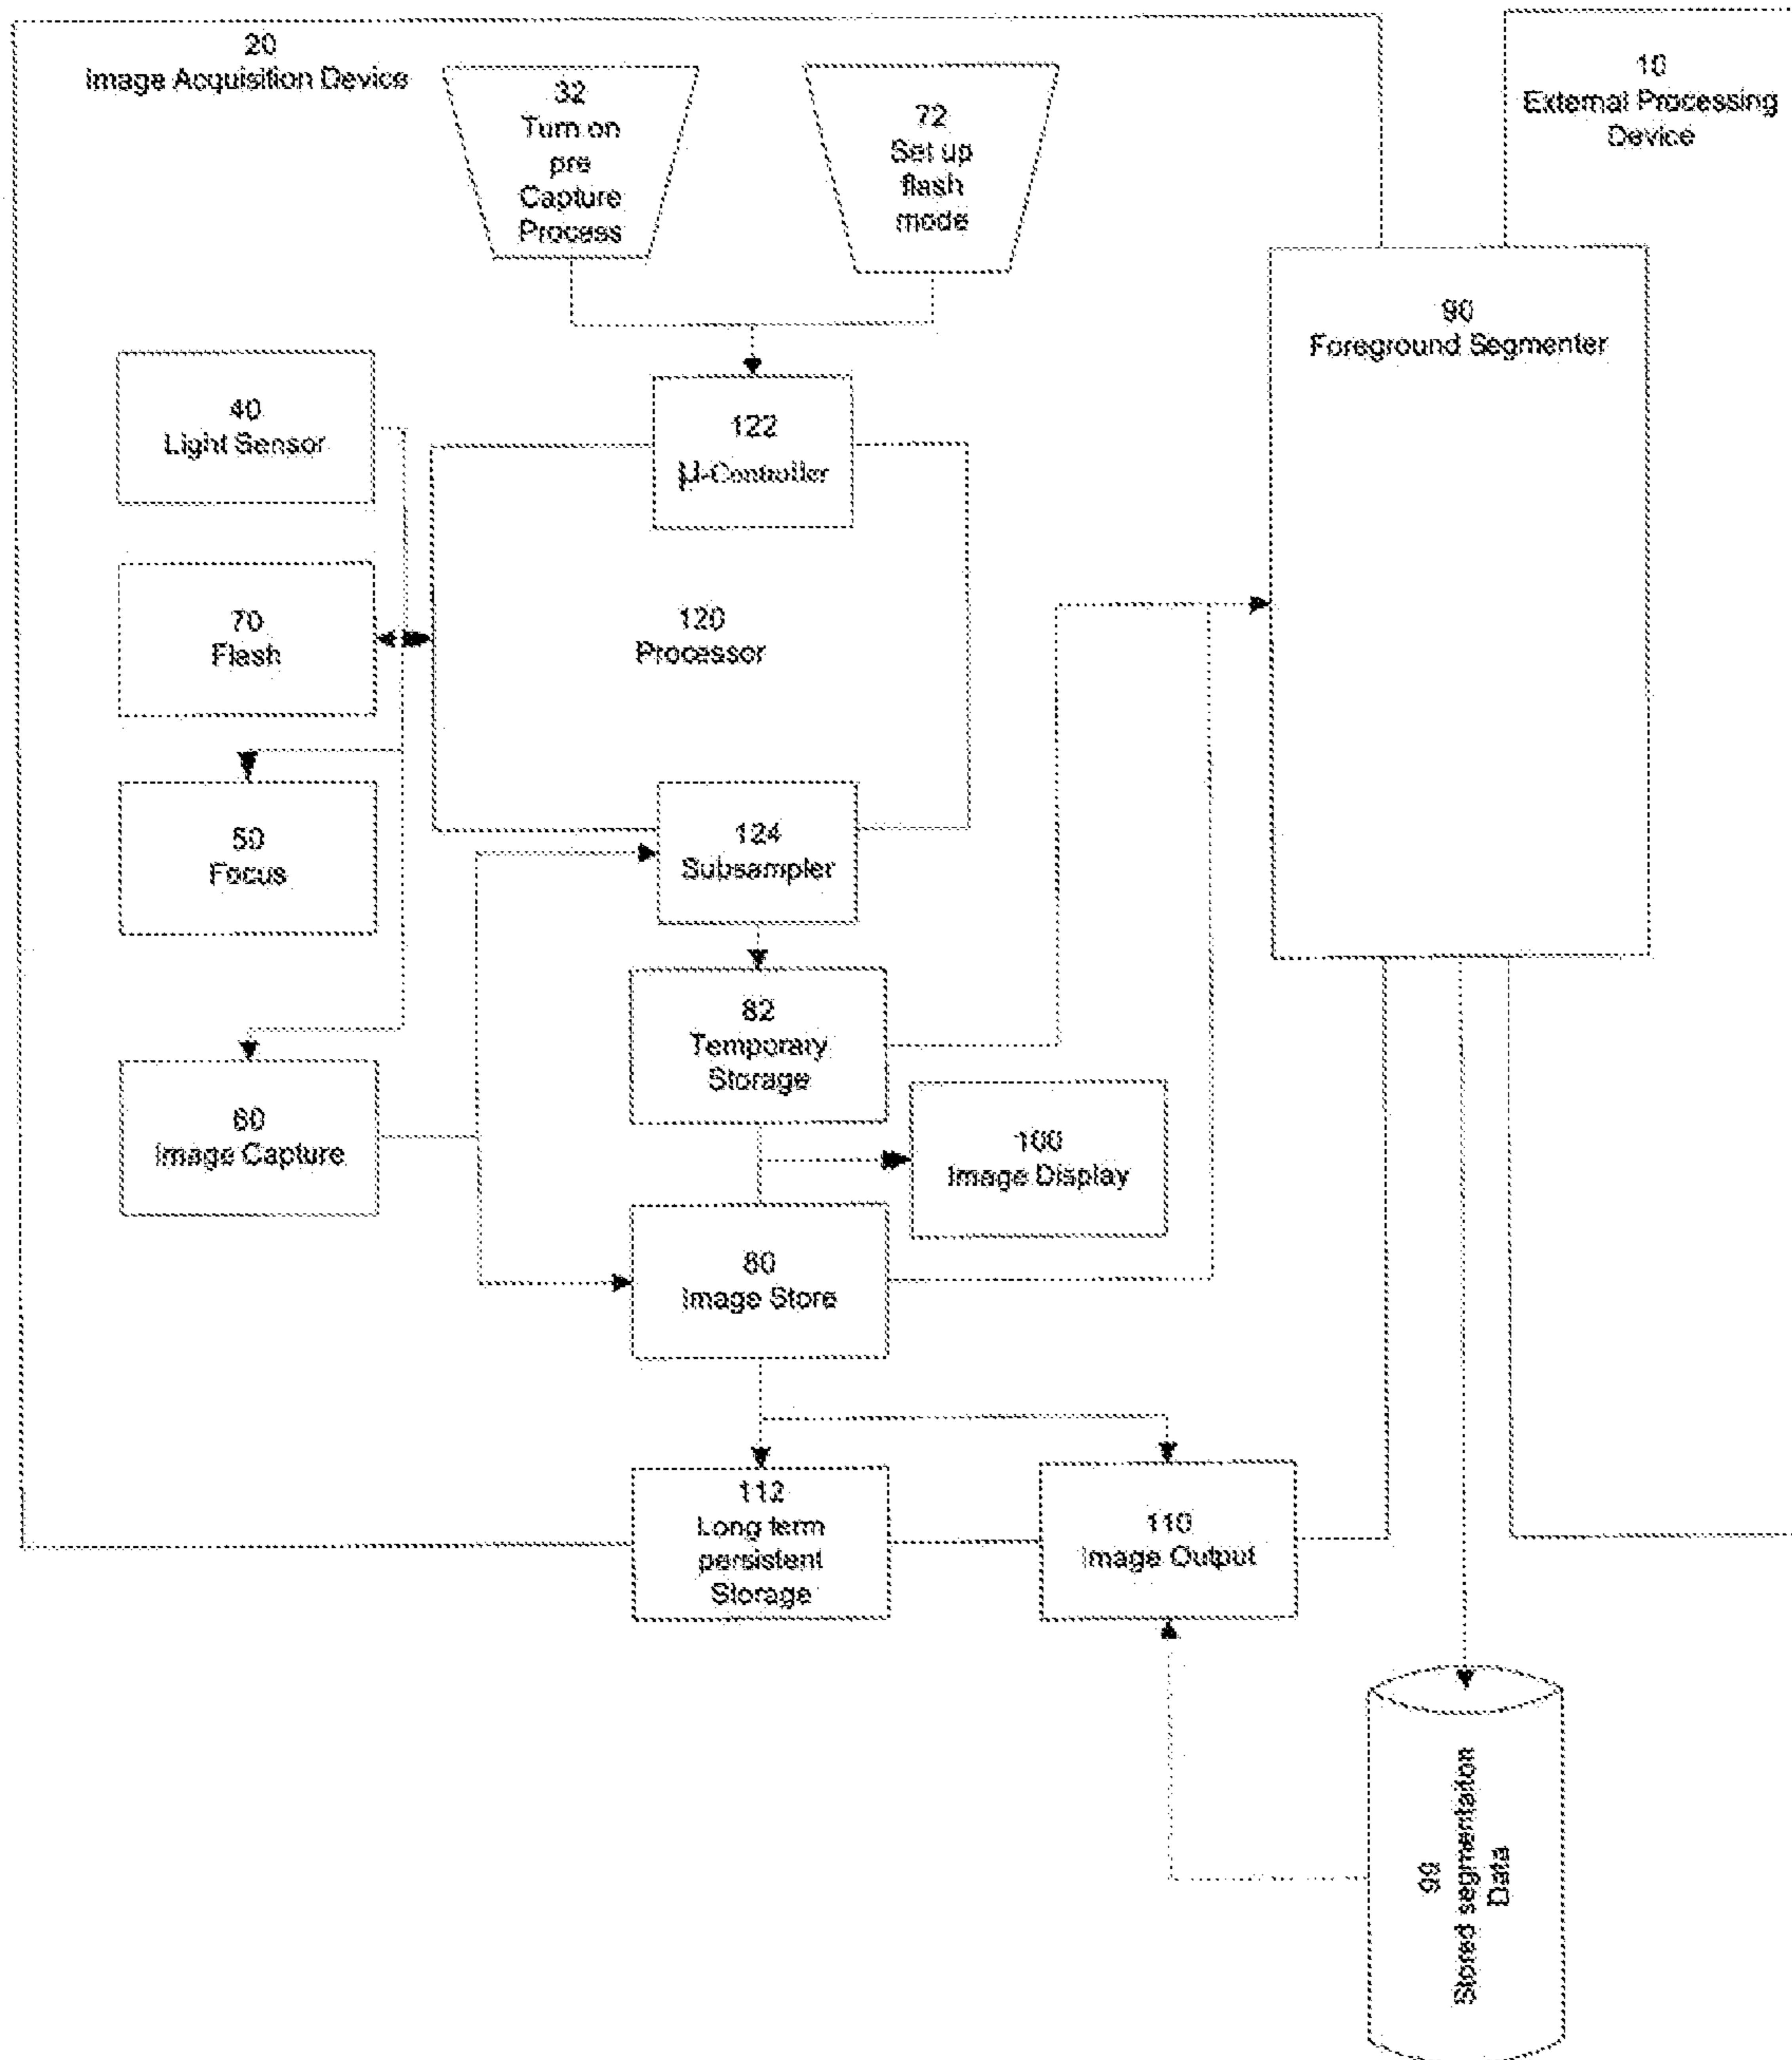 20
Image Acquisition Device
32
Turn on
pre
Capture
Process
72
Set up
flash
mode
10
External Processing
Device
90
Foreground Segmenter
40
Light Sensor
122
µ-Controller
70
Flash
120
Processor
50
Focus
124
Subsampler
82
Temporary
Storage
60
Image Capture
100
Image Display
80
Image Store
112
Long term
persistent
Storage
110
Image Output
99
Stored segmentaiton
Data